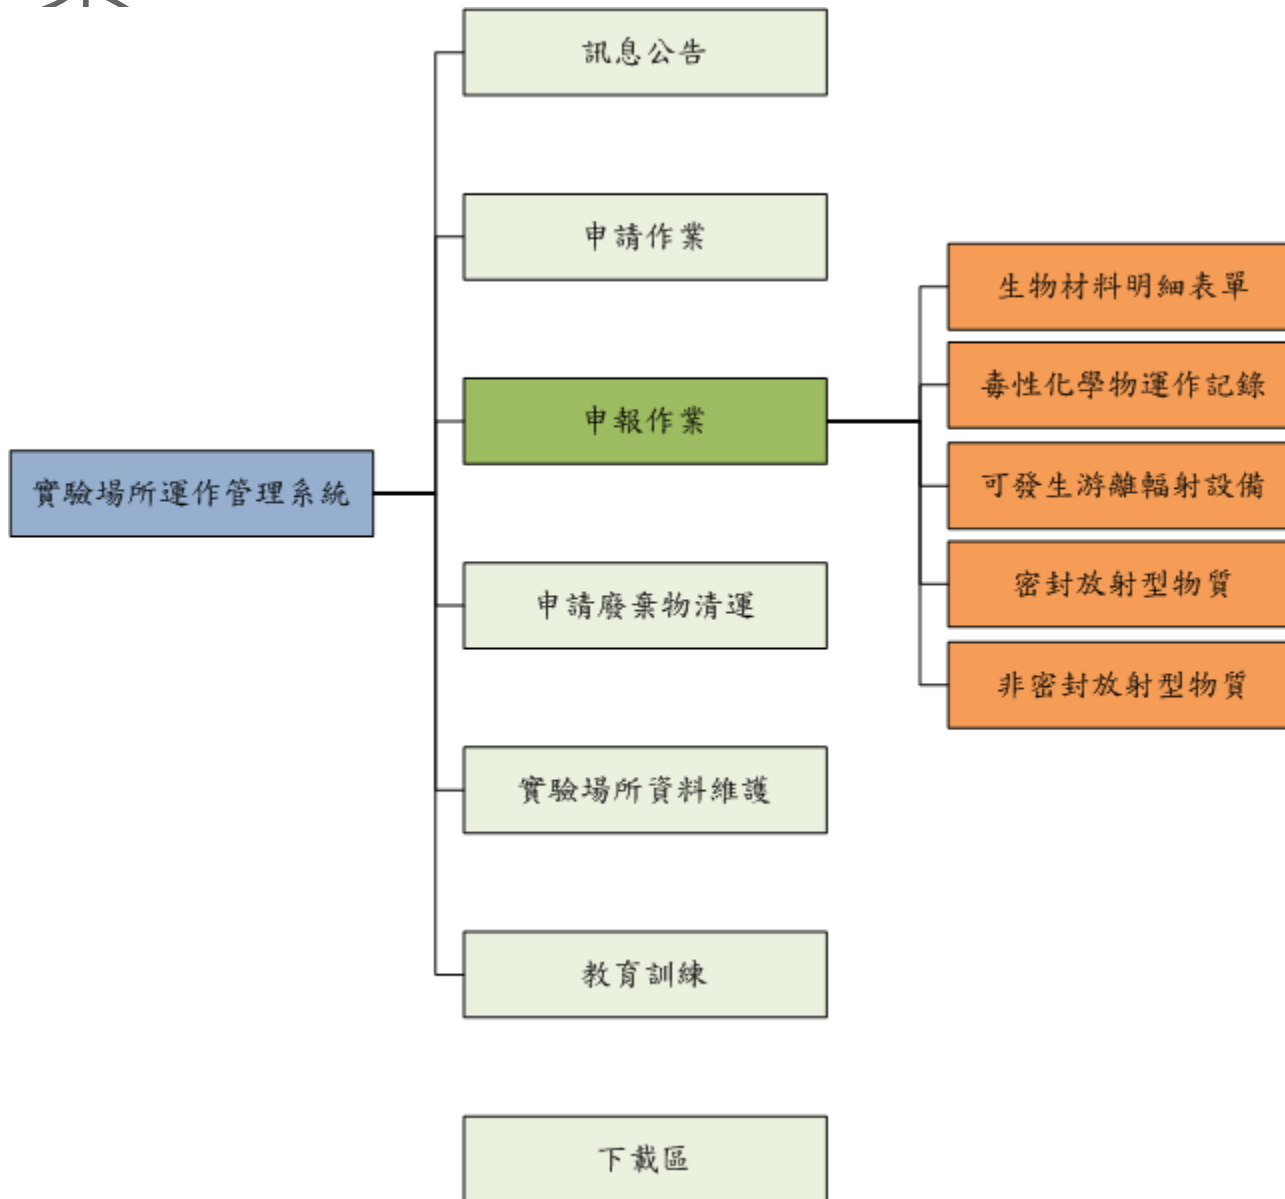 訊息公告
申請作業
申報作業
實驗場所運作管理系統
申請廢棄物清運
實驗場所資料維護
教育訓練
下載區
生物材料明細表單
毒性化學物運作記錄
可發生游離輻射設備
密封放射型物質
非密封放射型物質